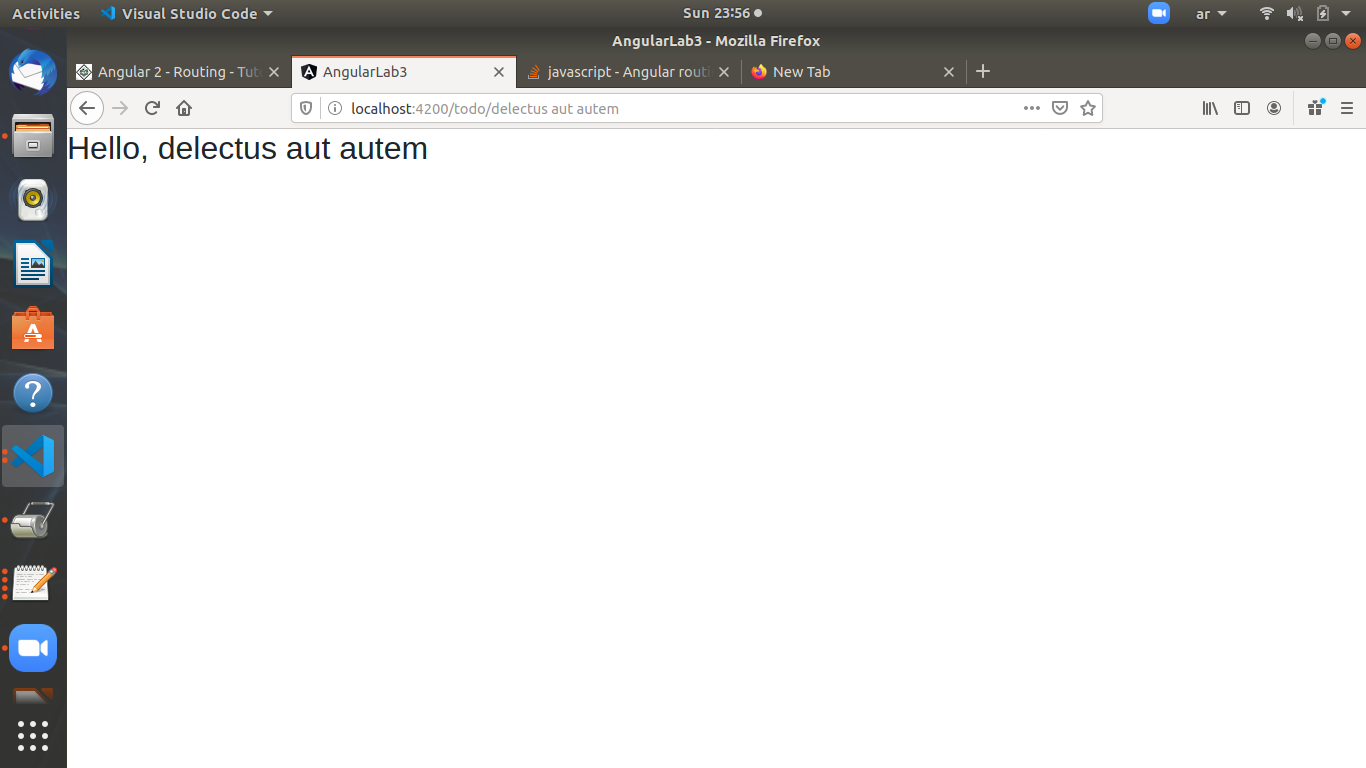 Activities Visual Studio Code Sun 23:56 ar
AngularLab3 - Mozilla Firefox
Angular 2 - Routing - Tut AngularLab3 javascript - Angular routi New Tab
localhost:4200/todo/delectus aut autem
Hello, delectus aut autem